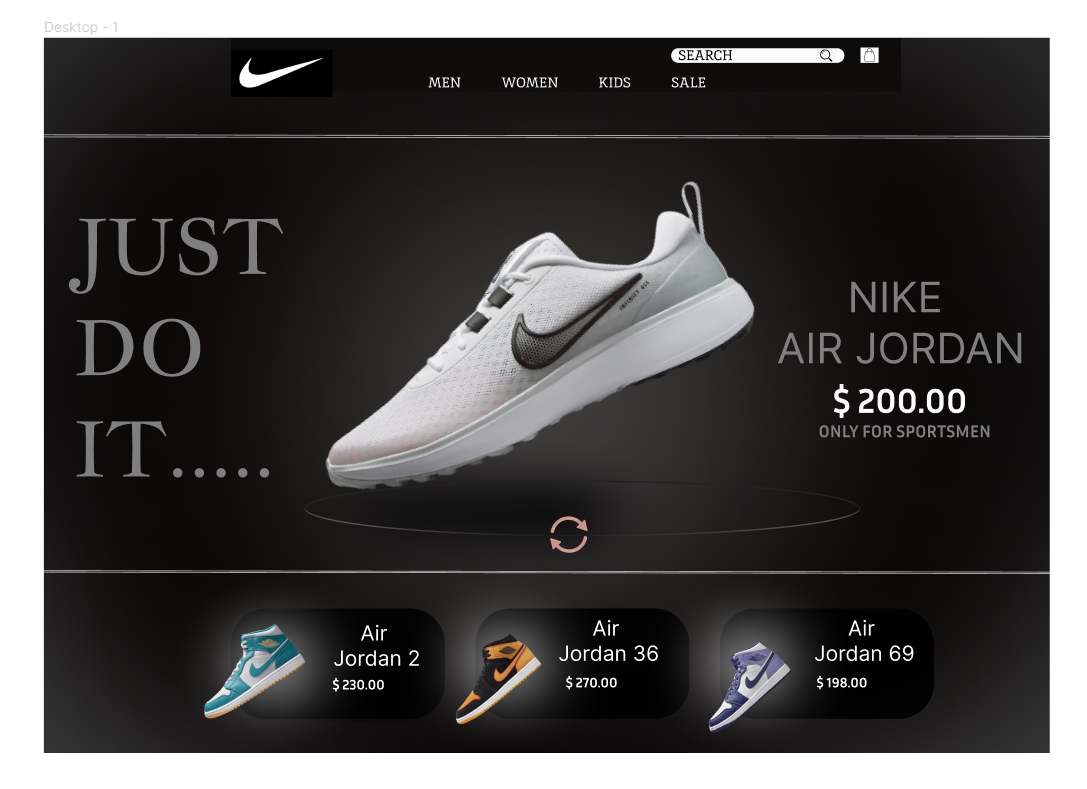 Desktop - 1
SEARCH
MEN WOMEN KIDS SALE
JUST
DO
IT.....
NIKE
AIR JORDAN
$ 200.00
ONLY FOR SPORTSMEN
Air
Jordan 2
$ 230.00
Air
Jordan 36
$ 270.00
Air
Jordan 69
$ 198.00